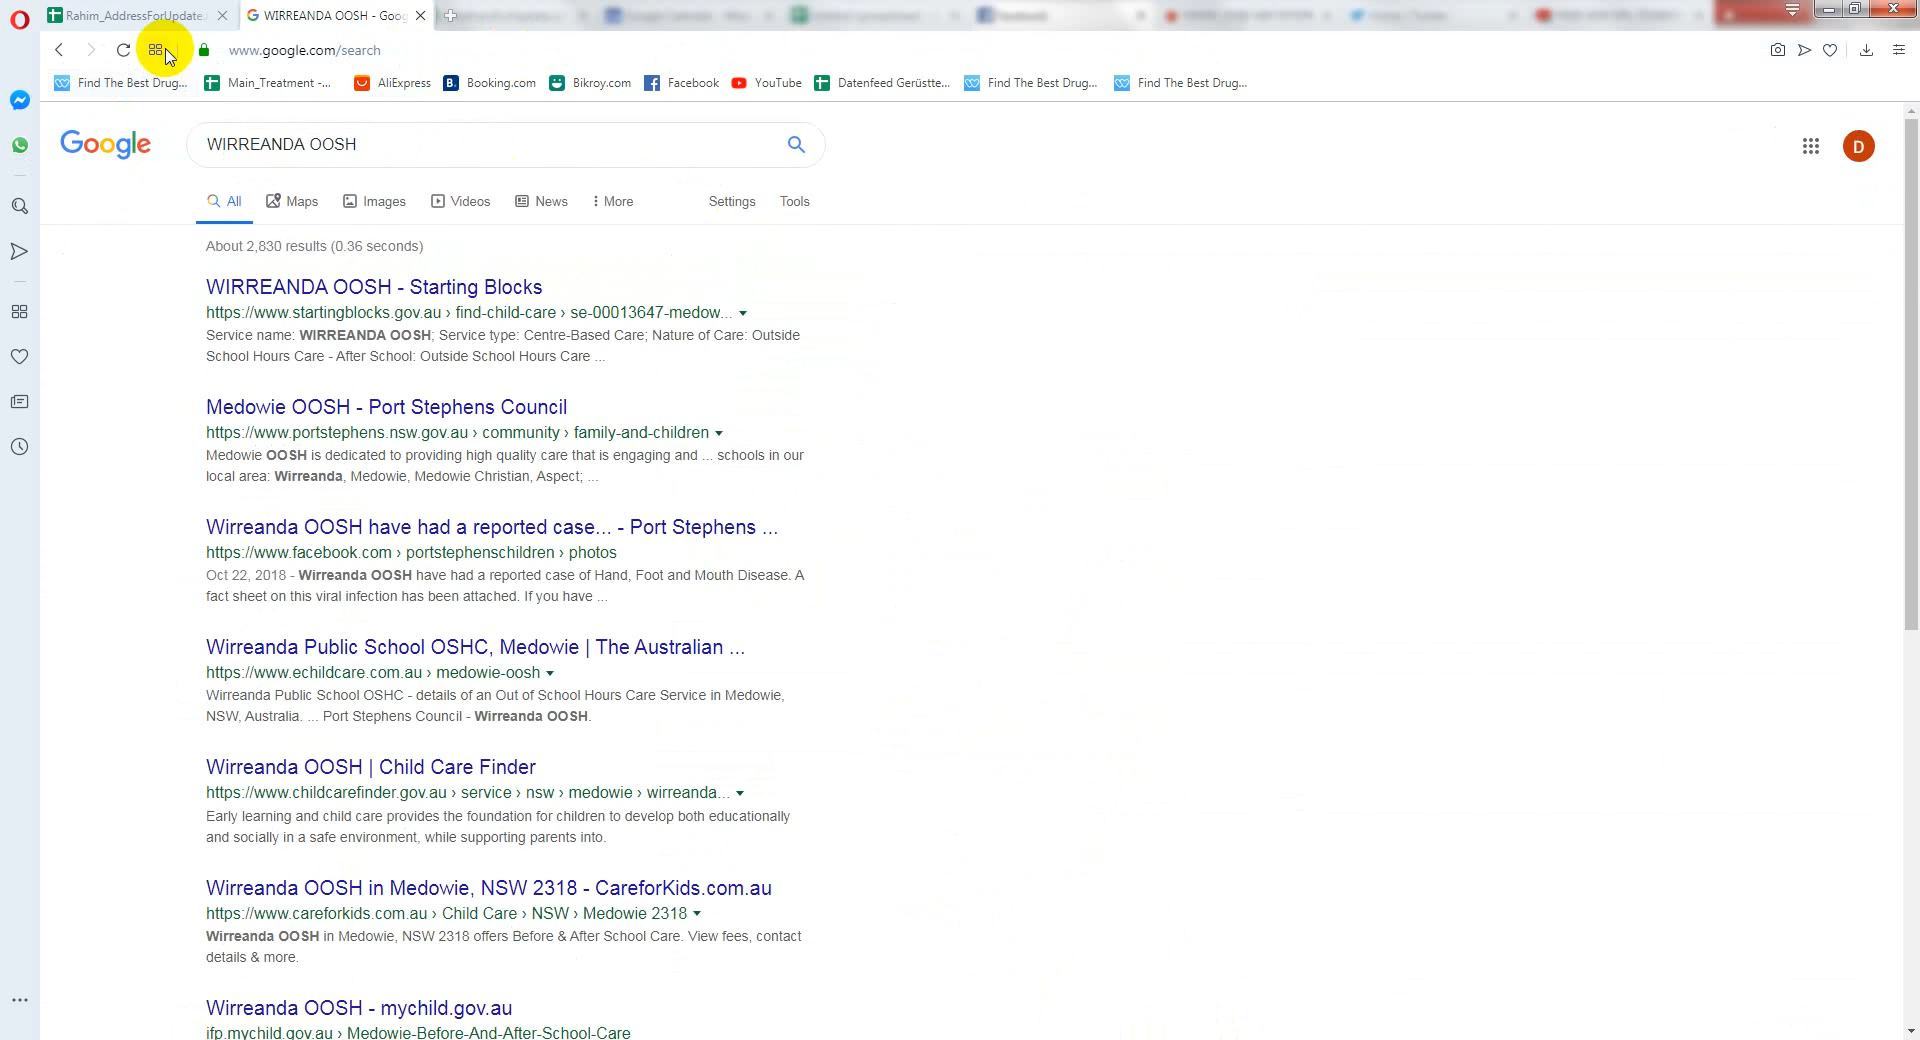 Rahim_AddressForUpdate
WIRREANDA OOSH - Goog
www.google.com/search
Find The Best Drug...
Main_Treatment -...
AliExpress
B.
Booking.com
Bikroy.com
Facebook
YouTube
Datenfeed Gerüstte...
Find The Best Drug...
Find The Best Drug...
Google
WIRREANDA OOSH
D
All
Maps
Images
Videos
News
More
Settings
Tools
About 2,830 results (0.36 seconds)
WIRREANDA OOSH - Starting Blocks
https://www.startingblocks.gov.au › find-child-care › se-00013647-medow...
Service name: WIRREANDA OOSH; Service type: Centre-Based Care; Nature of Care: Outside
School Hours Care - After School: Outside School Hours Care ...
Medowie OOSH - Port Stephens Council
https://www.portstephens.nsw.gov.au › community › family-and-children
Medowie OOSH is dedicated to providing high quality care that is engaging and ... schools in our
local area: Wirreanda, Medowie, Medowie Christian, Aspect; ...
Wirreanda OOSH have had a reported case... - Port Stephens ...
https://www.facebook.com › portstephenschildren › photos
Oct 22, 2018 - Wirreanda OOSH have had a reported case of Hand, Foot and Mouth Disease. A
fact sheet on this viral infection has been attached. If you have ...
Wirreanda Public School OSHC, Medowie | The Australian ...
https://www.echildcare.com.au › medowie-oosh
Wirreanda Public School OSHC - details of an Out of School Hours Care Service in Medowie,
NSW, Australia. ... Port Stephens Council - Wirreanda OOSH.
Wirreanda OOSH | Child Care Finder
https://www.childcarefinder.gov.au › service › nsw › medowie › wirreanda...
Early learning and child care provides the foundation for children to develop both educationally
and socially in a safe environment, while supporting parents into.
Wirreanda OOSH in Medowie, NSW 2318 - CareforKids.com.au
https://www.careforkids.com.au › Child Care › NSW › Medowie 2318
Wirreanda OOSH in Medowie, NSW 2318 offers Before & After School Care. View fees, contact
details & more.
Wirreanda OOSH - mychild.gov.au
ifp.mychild.gov.au › Medowie-Before-And-After-School-Care